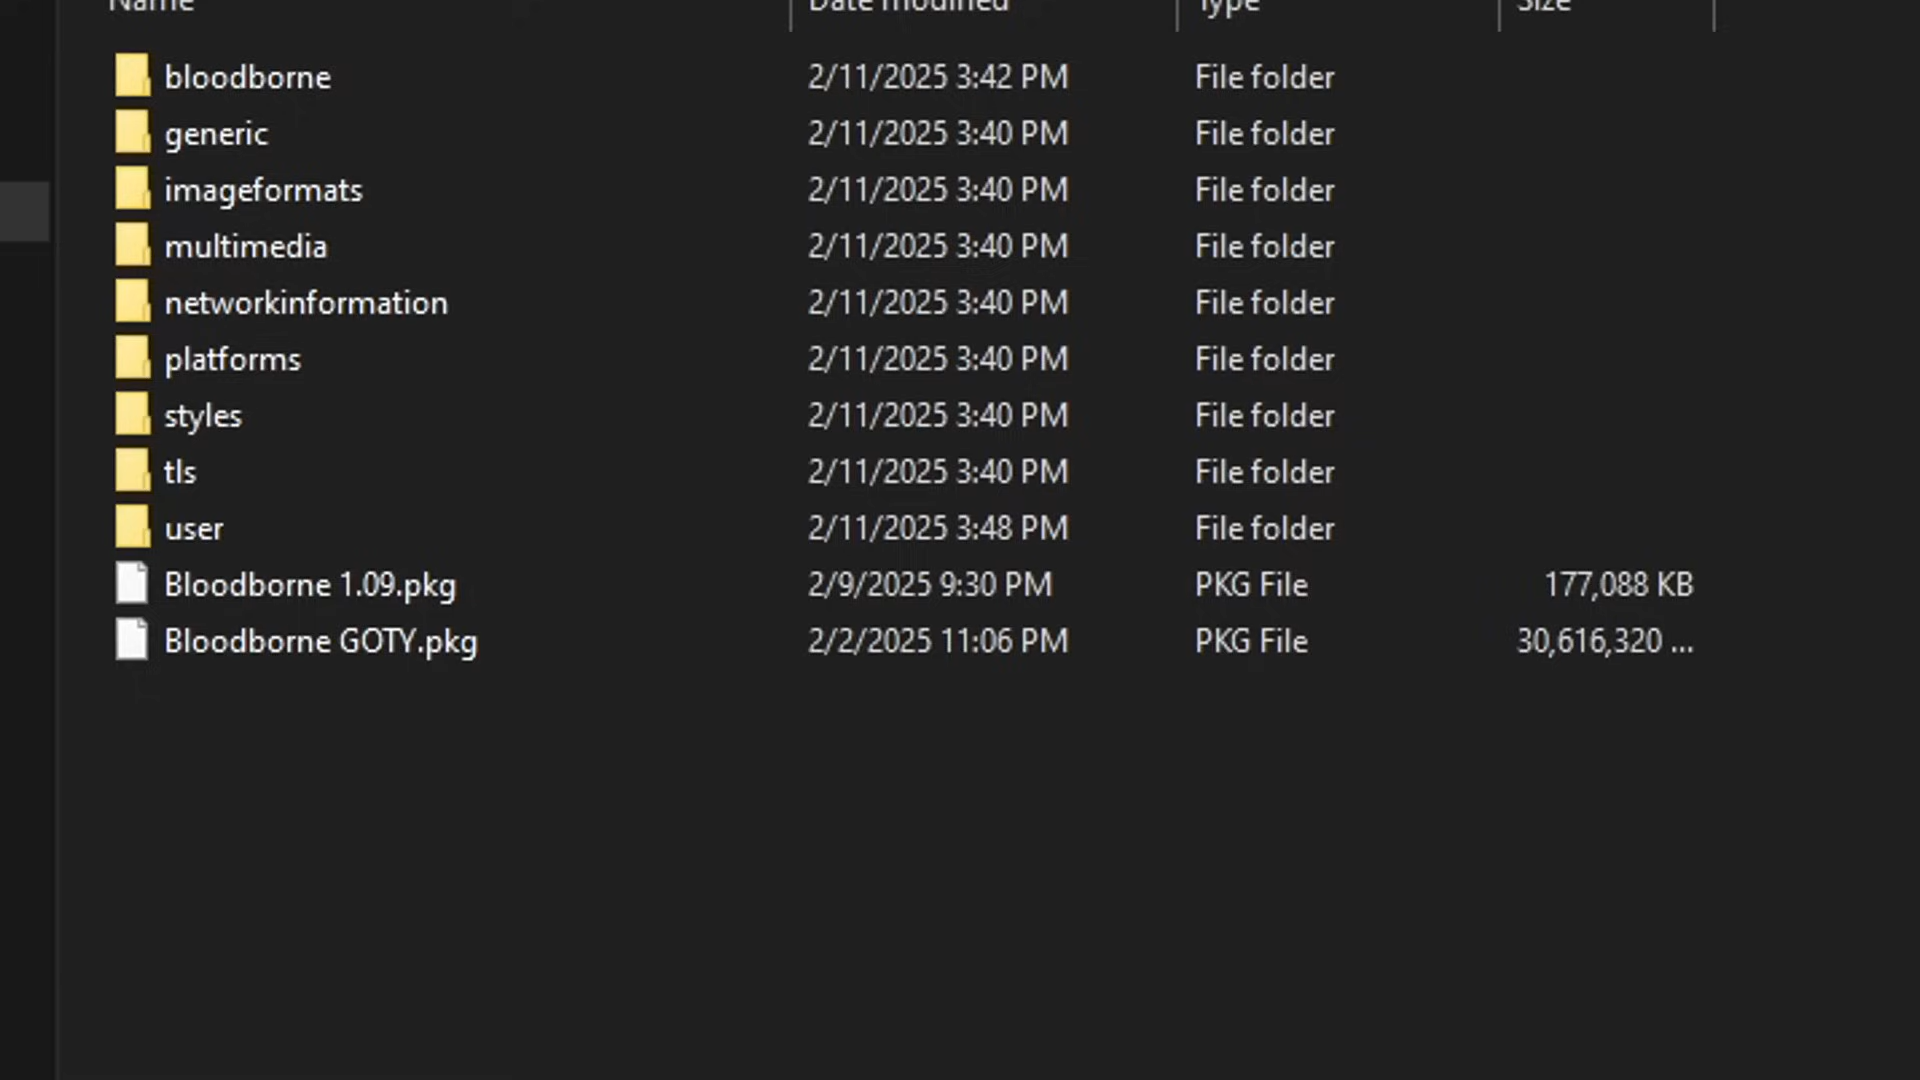 Name Date modified Type Size
bloodborne 2/11/2025 3:42 PM File folder
generic 2/11/2025 3:40 PM File folder
imageformats 2/11/2025 3:40 PM File folder
multimedia 2/11/2025 3:40 PM File folder
networkinformation 2/11/2025 3:40 PM File folder
platforms 2/11/2025 3:40 PM File folder
styles 2/11/2025 3:40 PM File folder
tls 2/11/2025 3:40 PM File folder
user 2/11/2025 3:48 PM File folder
Bloodborne 1.09.pkg 2/9/2025 9:30 PM PKG File 177,088 KB
Bloodborne GOTY.pkg 2/2/2025 11:06 PM PKG File 30,616,320 ...